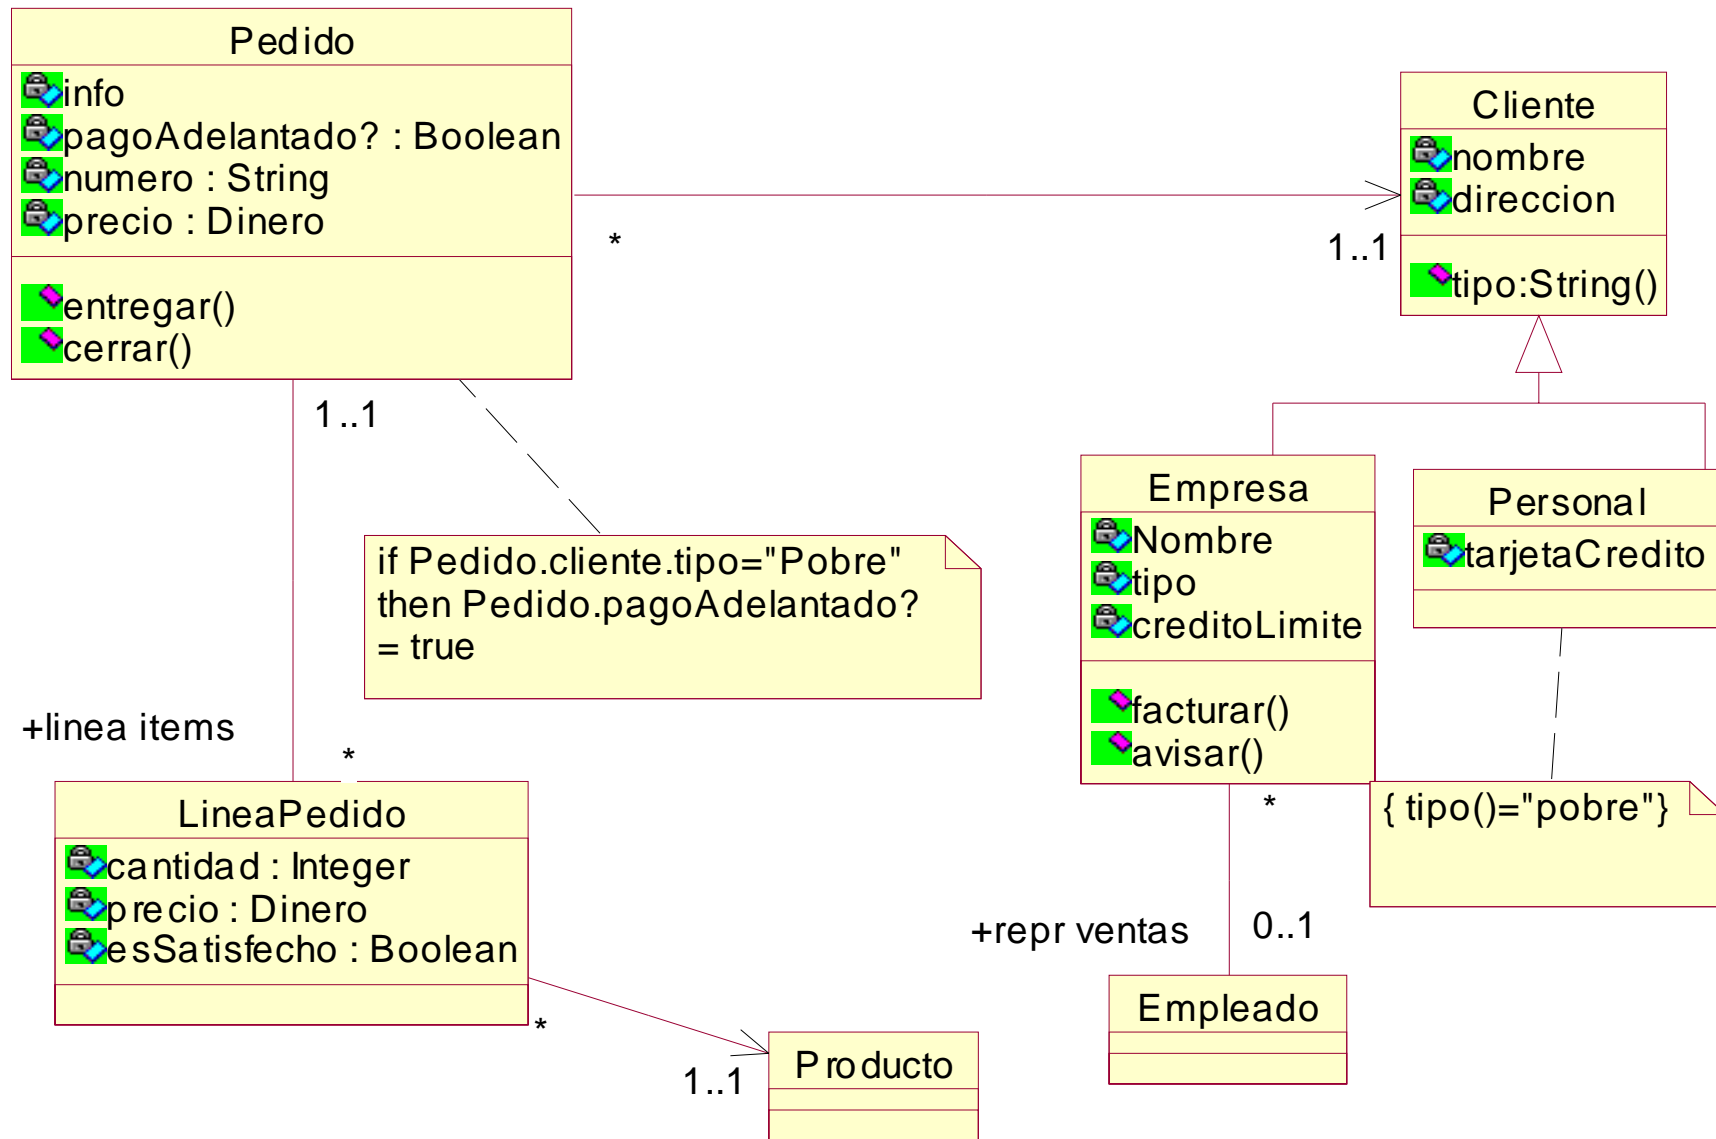 Pedido
info
pagoAdelantado? : Boolean
numero : String
precio : Dinero
entregar()
cerrar()
Cliente
nombre
direccion
tipo:String()
*
1..1
1..1
if Pedido.cliente.tipo="Pobre"
then Pedido.pagoAdelantado?
= true
Empresa
Nombre
tipo
creditoLimite
facturar()
avisar()
Personal
tarjetaCredito
{ tipo()="pobre"}
+linea items
*
LineaPedido
cantidad : Integer
precio : Dinero
esSatisfecho : Boolean
*
1..1
Producto
*
+repr ventas
0..1
Empleado